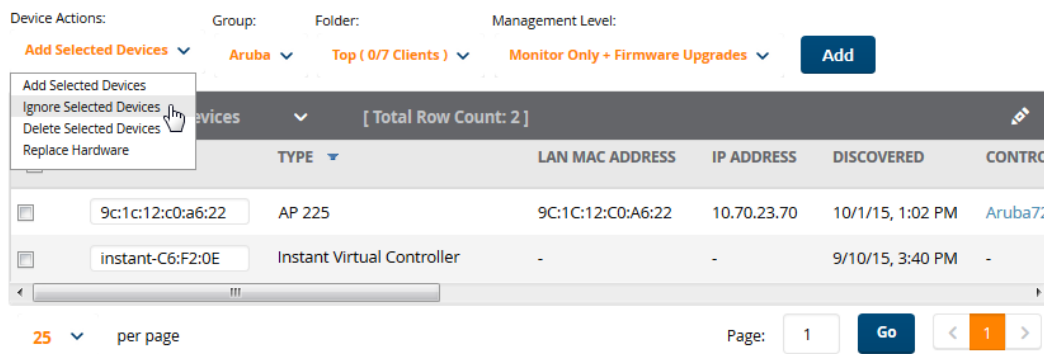 Device Actions: Group: Folder: Management Level:
Add Selected Devices Aruba Top ( 0/7 Clients ) Monitor Only + Firmware Upgrades Add
Add Selected Devices
Ignore Selected Devices
Delete Selected Devices
Replace Hardware
evices [ Total Row Count: 2 ]
TYPE LAN MAC ADDRESS IP ADDRESS DISCOVERED CONTRO
9c:1c:12:c0:a6:22 AP 225 9C:1C:12:C0:A6:22 10.70.23.70 10/1/15, 1:02 PM Aruba72
instant-C6:F2:0E Instant Virtual Controller - - 9/10/15, 3:40 PM -
25 per page Page: 1 Go < 1 >